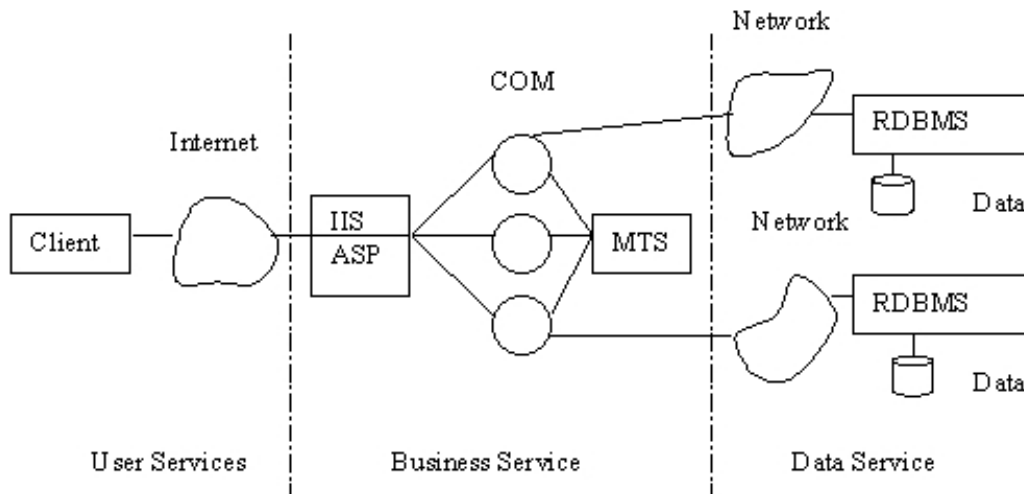 Network
COM
RDBMS
Internet
Data
Network
IIS
ASP
Client
MTS
RDBMS
Data
User Services
Business Service
Data Service